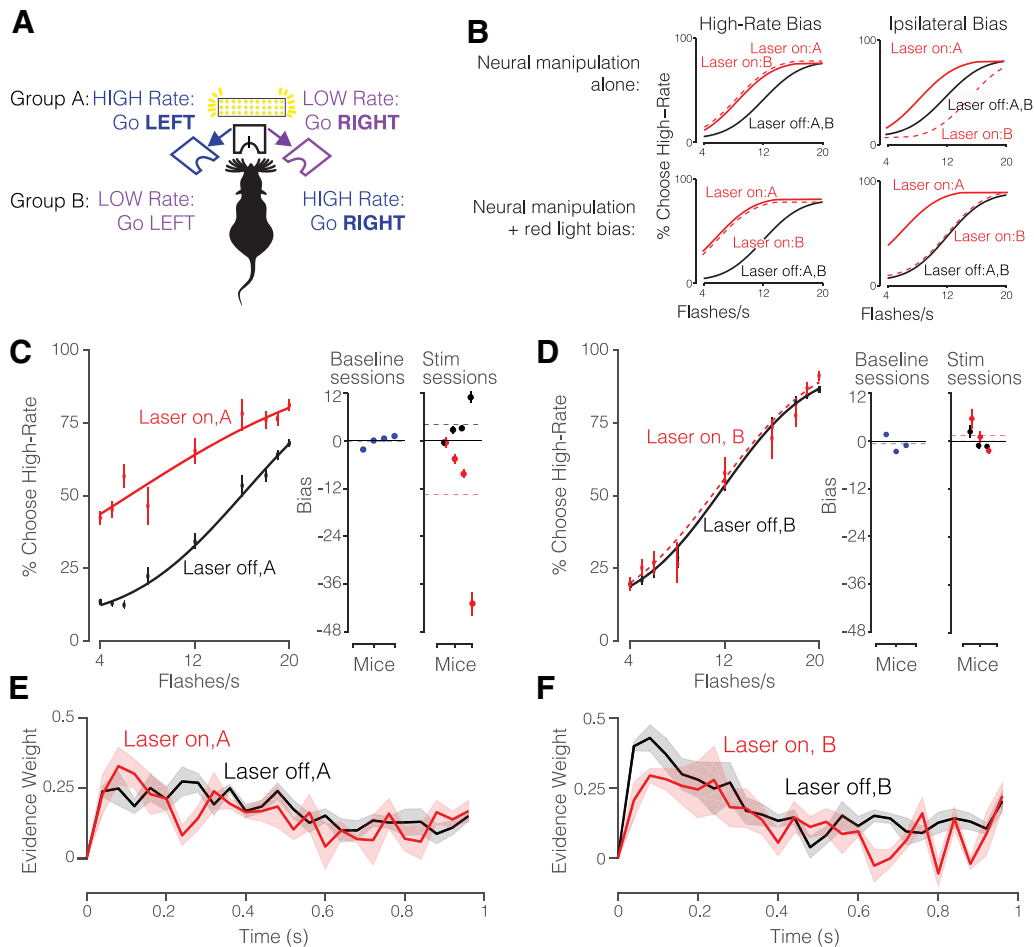 A
Group A:
HIGH Rate:
Go LEFT
LOW Rate:
Go RIGHT
Group B:
LOW Rate:
Go LEFT
HIGH Rate:
Go RIGHT
B
High-Rate Bias
Ipsilateral Bias
Neural manipulation
alone:
Neural manipulation
+ red light bias:
% Choose High-Rate
100
0
4
12
20
Laser on:A
Laser on:B
100
0
4
12
20
Laser on:A
Laser off:A,B
Laser on:B
100
0
4
12
20
Laser on:A
Laser on:B
Laser off:A,B
Flashes/s
100
0
4
12
20
Laser on:A
Laser on:B
Laser off:A,B
Flashes/s
C
% Choose High-Rate
100
75
50
25
0
4
12
20
Flashes/s
Laser on,A
Laser off,A
Baseline
sessions
Stim
sessions
Bias
12
0
-12
-24
-36
-48
Mice
Mice
D
% Choose High-Rate
100
75
50
25
0
4
12
20
Flashes/s
Laser on, B
Laser off,B
Baseline
sessions
Stim
sessions
Bias
12
0
-12
-24
-36
-48
Mice
Mice
E
Evidence Weight
0.5
0.25
0
Laser on,A
Laser off,A
0
0.2
0.4
0.6
0.8
1
Time (s)
F
Evidence Weight
0.5
0.25
0
Laser on, B
Laser off,B
0
0.2
0.4
0.6
0.8
1
Time (s)